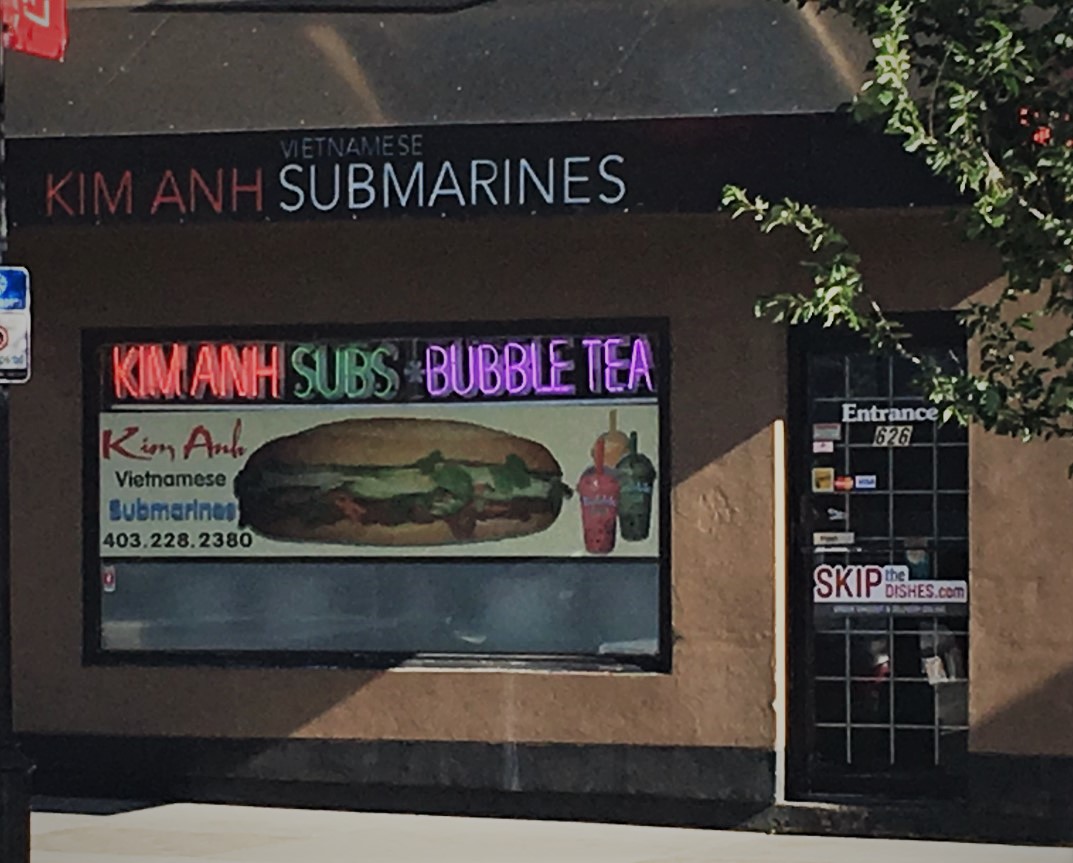 VIETNAMESE
KIM ANH SUBMARINES
KIM ANH SUBS * BUBBLE TEA
Kim Anh
Vietnamese
Submarines
403.228.2380
Entrance
626
VISA
SKIP the DISHES.com